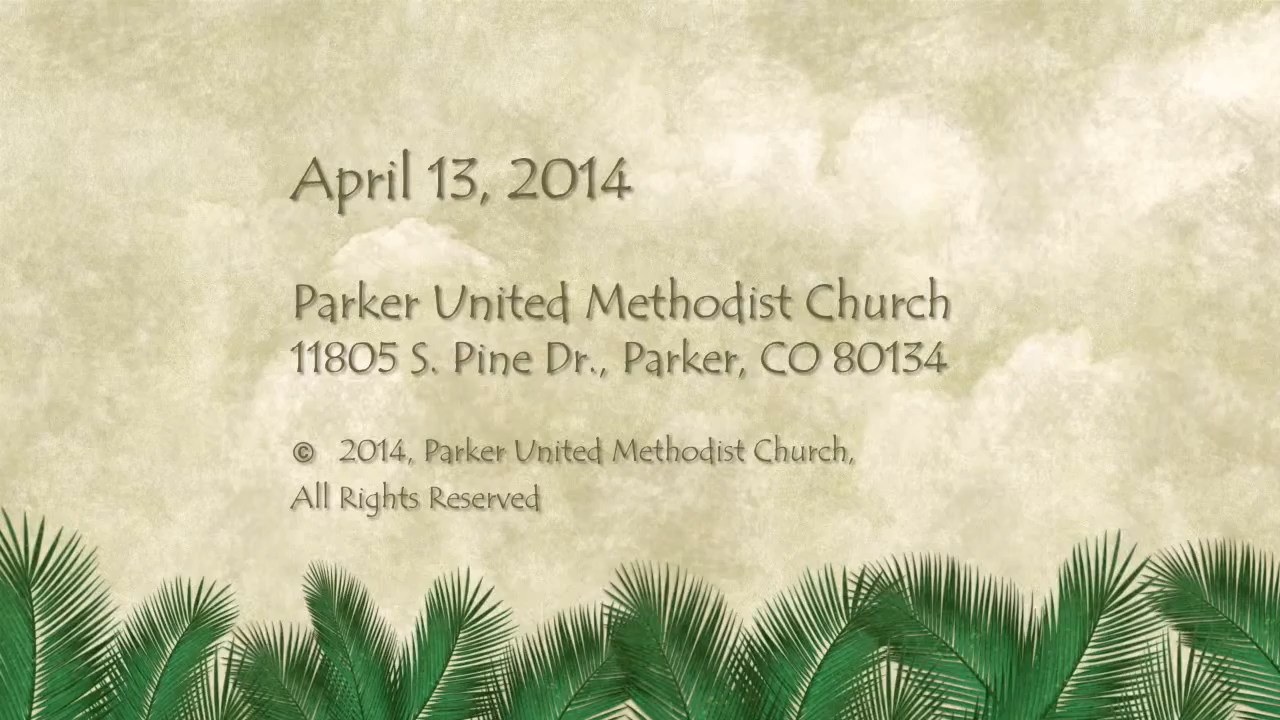 April 13, 2014
Parker United Methodist Church
11805 S. Pine Dr., Parker, CO 80134
© 2014, Parker United Methodist Church,
All Rights Reserved